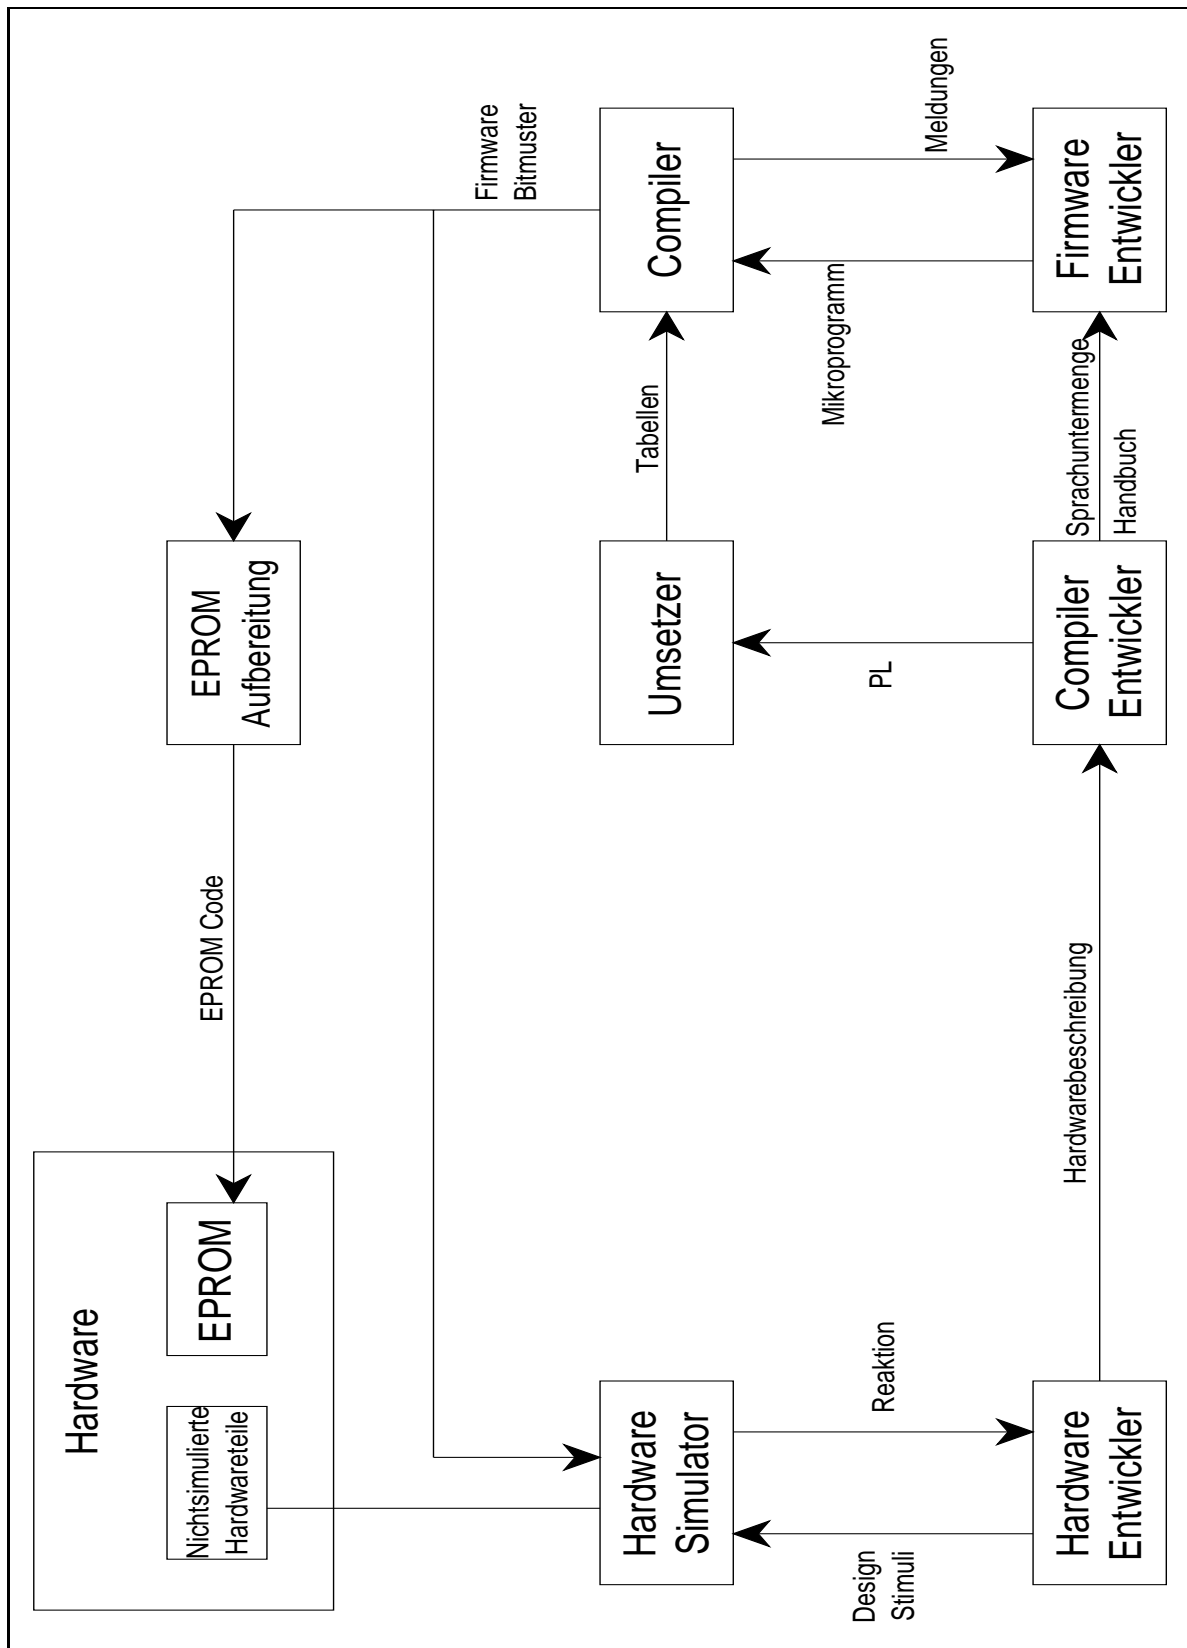 Hardware
Nichtsimulierte
Hardwareteile
EPROM
EPROM Code
EPROM
Aufbereitung
Firmware
Bitmuster
Hardware
Simulator
Umsetzer
Tabellen
Compiler
Design
Stimuli
Reaktion
PL
Mikroprogramm
Meldungen
Hardware
Entwickler
Hardwarebeschreibung
Compiler
Entwickler
Sprachuntermenge
Handbuch
Firmware
Entwickler